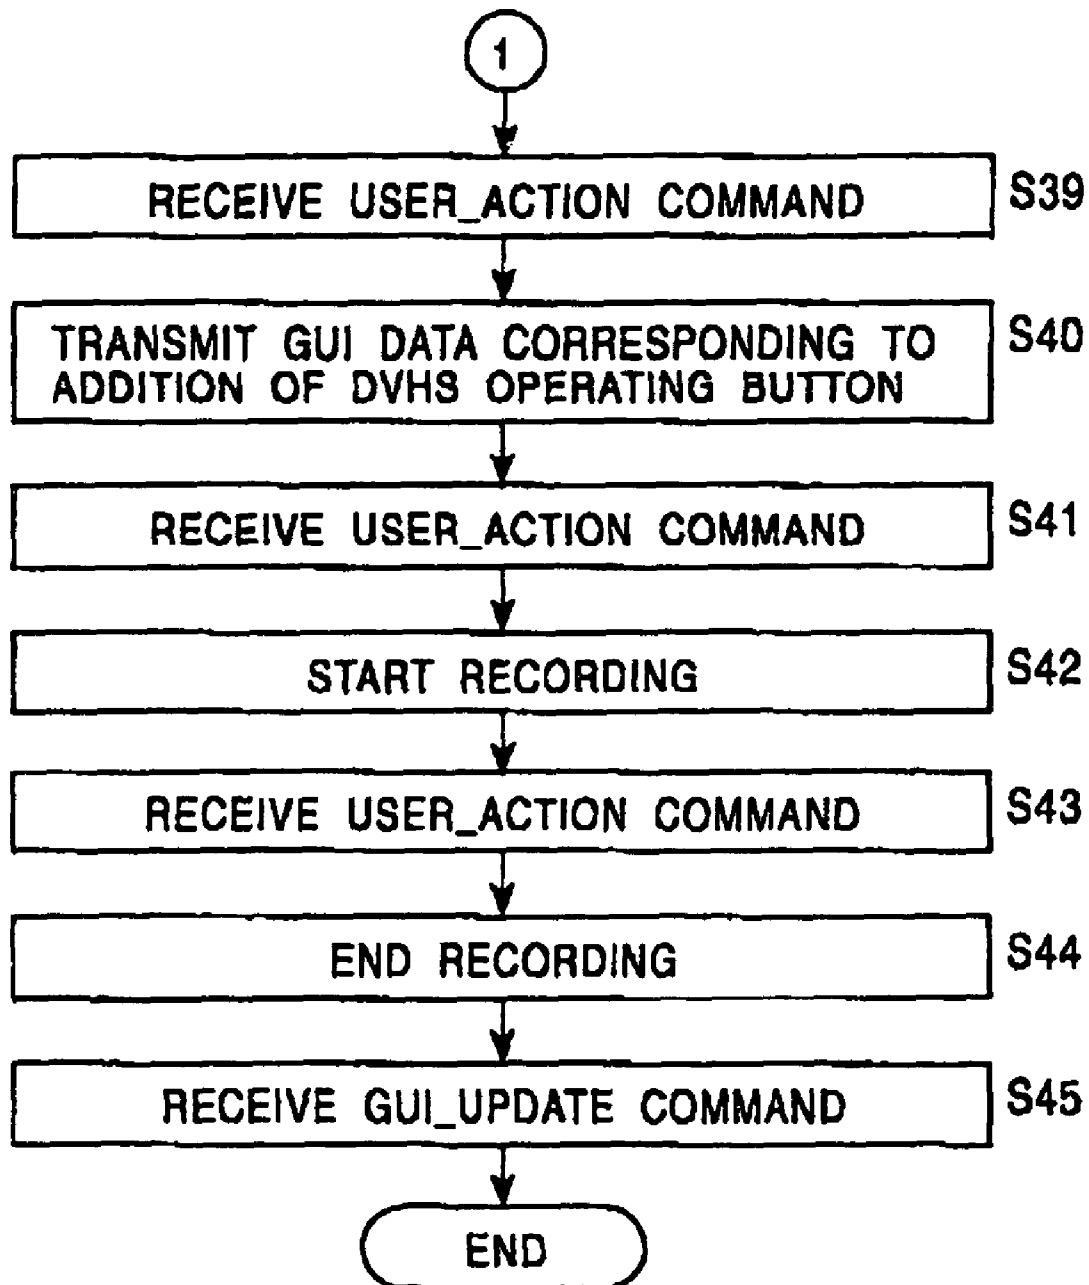 1
RECEIVE USER_ACTION COMMAND S39
TRANSMIT GUI DATA CORRESPONDING TO S40
ADDITION OF DVHS OPERATING BUTTON
RECEIVE USER_ACTION COMMAND S41
START RECORDING S42
RECEIVE USER_ACTION COMMAND S43
END RECORDING S44
RECEIVE GUI_UPDATE COMMAND S45
END